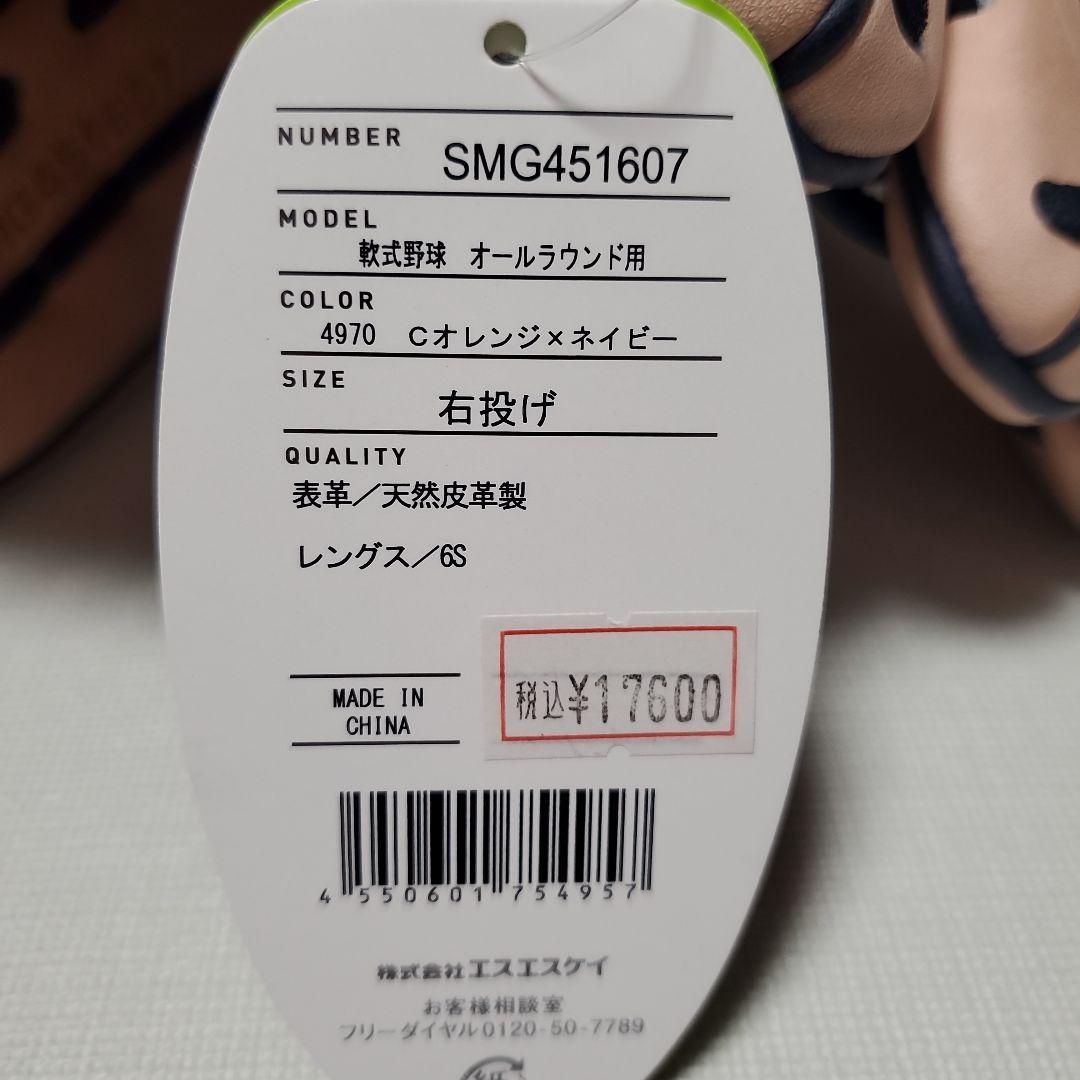 NUMBER
SMG451607
MODEL
軟式野球 オールラウンド用
COLOR
4970 Cオレンジ×ネイビー
SIZE
右投げ
QUALITY
表革/天然皮革製
レングス/6S
税込¥17600
MADE IN
CHINA
4 550601 754957
株式会社エスエスケイ
お客様相談室
フリーダイヤル0120-50-7789